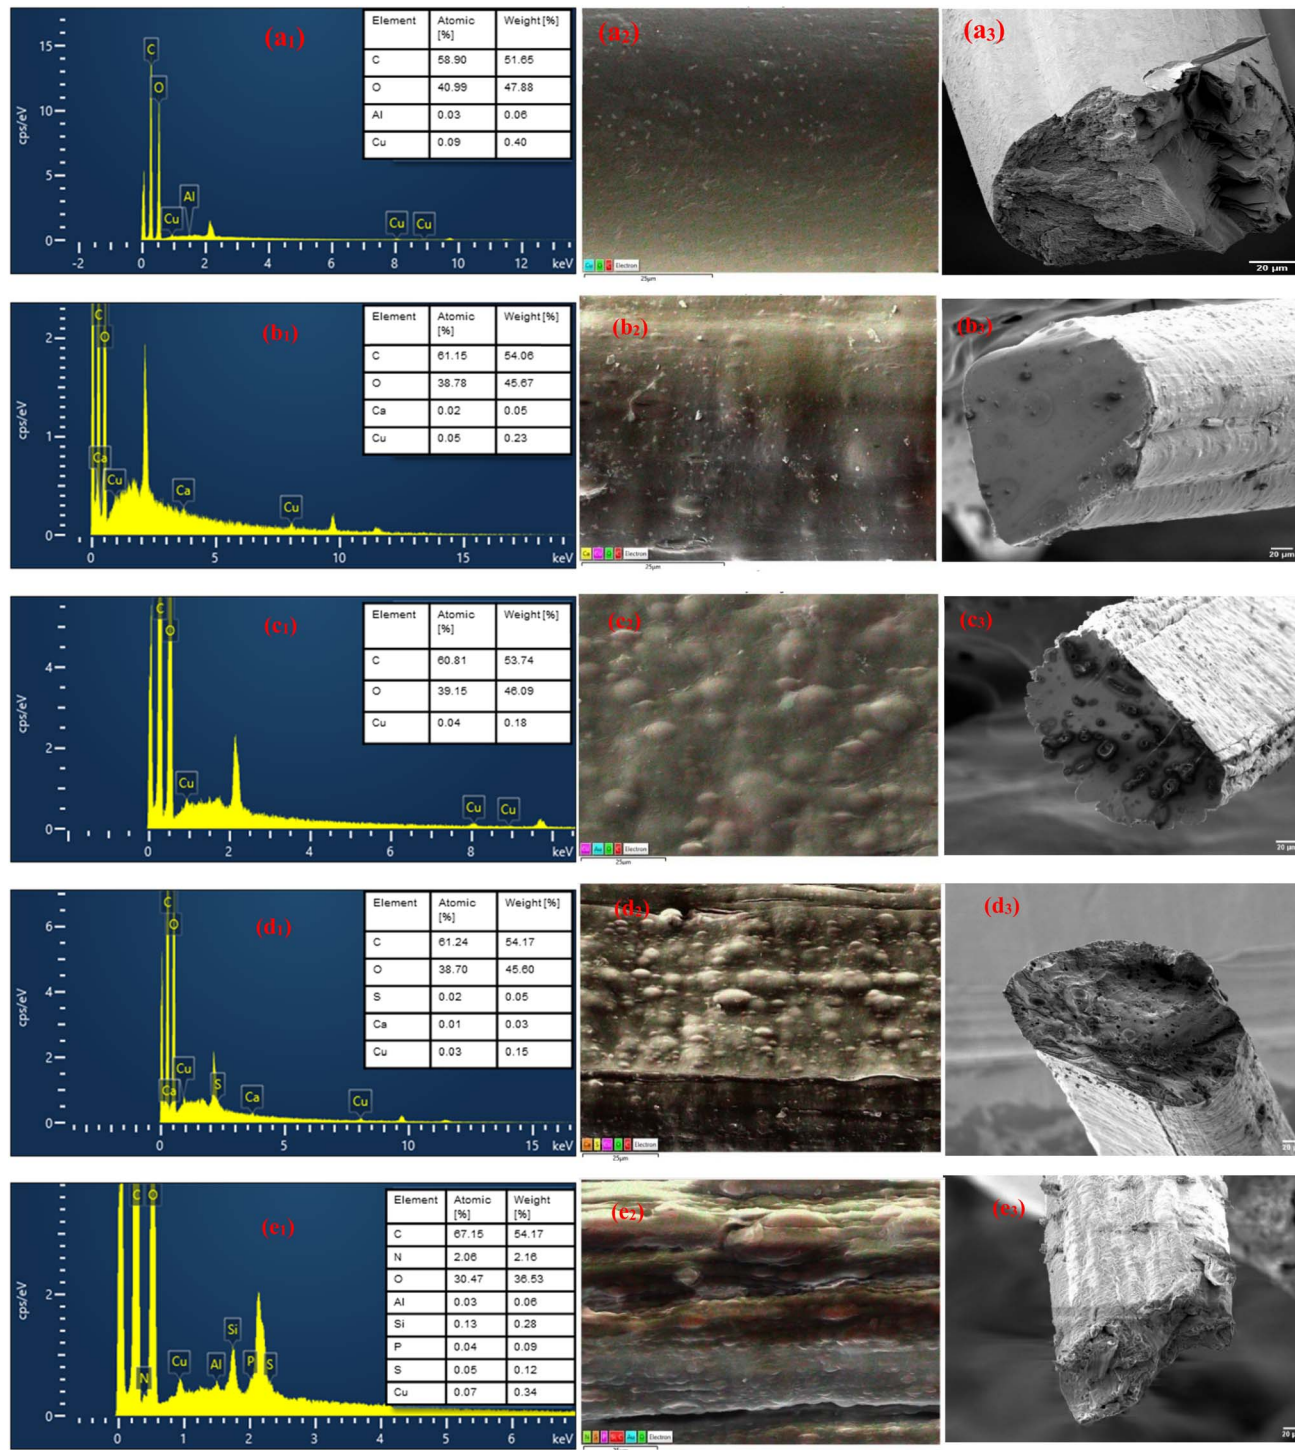 (a1)
cps/eV
15
10
5
0
-2 0 2 4 6 8 10 12 keV
C
O
Al
Cu
Cu
Cu
Element Atomic [%] Weight [%]
C 58.90 51.65
O 40.99 47.88
Al 0.03 0.06
Cu 0.09 0.40
(a2)
Electron
25µm
(a3)
20 µm
(b1)
cps/eV
2
1
0
0 5 10 15 keV
C
O
Ca
Cu
Ca
Cu
Element Atomic [%] Weight [%]
C 61.15 54.06
O 38.78 45.67
Ca 0.02 0.05
Cu 0.05 0.23
(b2)
Electron
25µm
20 µm
(c1)
cps/eV
4
2
0
0 2 4 6 8 keV
C
O
Cu
Cu
Cu
Element Atomic [%] Weight [%]
C 60.81 53.74
O 39.15 46.09
Cu 0.04 0.18
(c2)
Electron
25µm
(c3)
20 µm
(d1)
cps/eV
6
4
2
0
0 5 10 15 keV
C
O
Ca
Cu
S
Ca
Cu
Element Atomic [%] Weight [%]
C 61.24 54.17
O 38.70 45.60
S 0.02 0.05
Ca 0.01 0.03
Cu 0.03 0.15
(d2)
Electron
25µm
(d3)
(e1)
cps/eV
2
0
0 1 2 3 4 5 6 keV
C
O
N
Cu
Al
Si
P
S
Element Atomic [%] Weight [%]
C 67.15 54.17
N 2.06 2.16
O 30.47 36.53
Al 0.03 0.06
Si 0.13 0.28
P 0.04 0.09
S 0.05 0.12
Cu 0.07 0.34
(e2)
Electron
(e3)